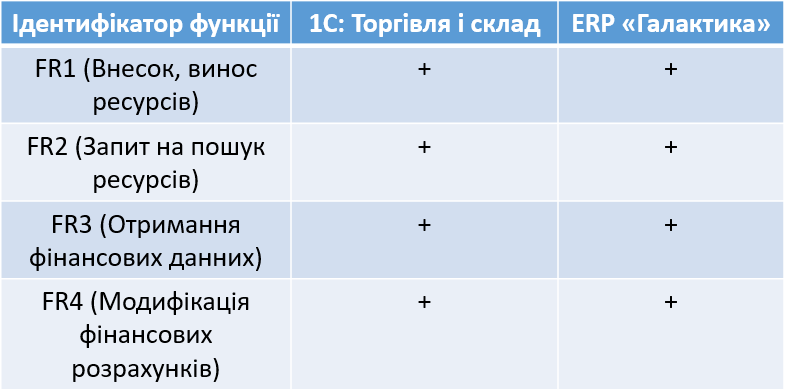 Ідентифікатор функції 1С: Торгівля і склад ERP «Галактика»
FR1 (Внесок, винос + +
ресурсів)
FR2 (Запит на пошук + +
ресурсів)
FR3 (Отримання + +
фінансових данних)
FR4 (Модифікація + +
фінансових
розрахунків)